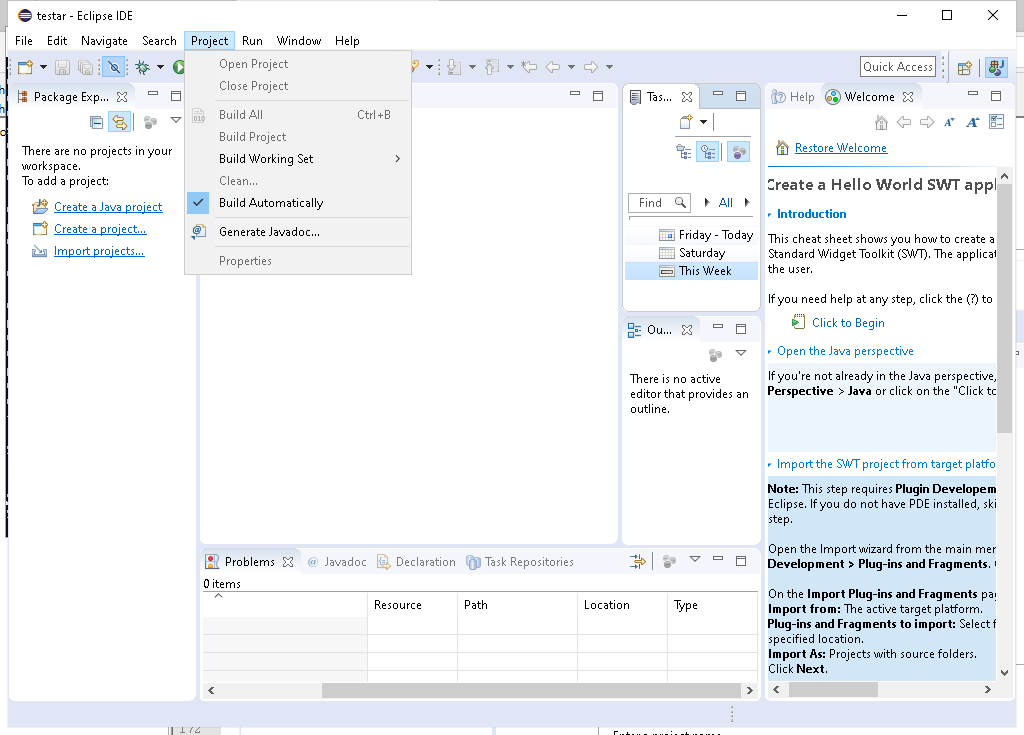 testar - Eclipse IDE
File Edit Navigate Search Project Run Window Help
Quick Access
Open Project
Close Project
Build All Ctrl+B
Build Project
Build Working Set
Clean...
Build Automatically
Generate Javadoc...
Properties
Package Exp...
There are no projects in your
workspace.
To add a project:
Create a Java project
Create a project...
Import projects...
Tas...
Find All
Friday - Today
Saturday
This Week
Ou...
There is no active
editor that provides an
outline.
Help Welcome
Restore Welcome
Create a Hello World SWT appl
Introduction
This cheat sheet shows you how to create a
Standard Widget Toolkit (SWT). The applicat
the user.
If you need help at any step, click the (?) to
Click to Begin
Open the Java perspective
If you're not already in the Java perspective,
Perspective > Java or click on the "Click to
Import the SWT project from target platfo
Note: This step requires Plugin Developem
Eclipse. If you do not have PDE installed, ski
step.
Open the Import wizard from the main mer
Development > Plug-ins and Fragments.
On the Import Plug-ins and Fragments pag
Import from: The active target platform.
Plug-ins and Fragments to import: Select f
specified location.
Import As: Projects with source folders.
Click Next.
Problems Javadoc Declaration Task Repositories
0 items
Resource Path Location Type
172